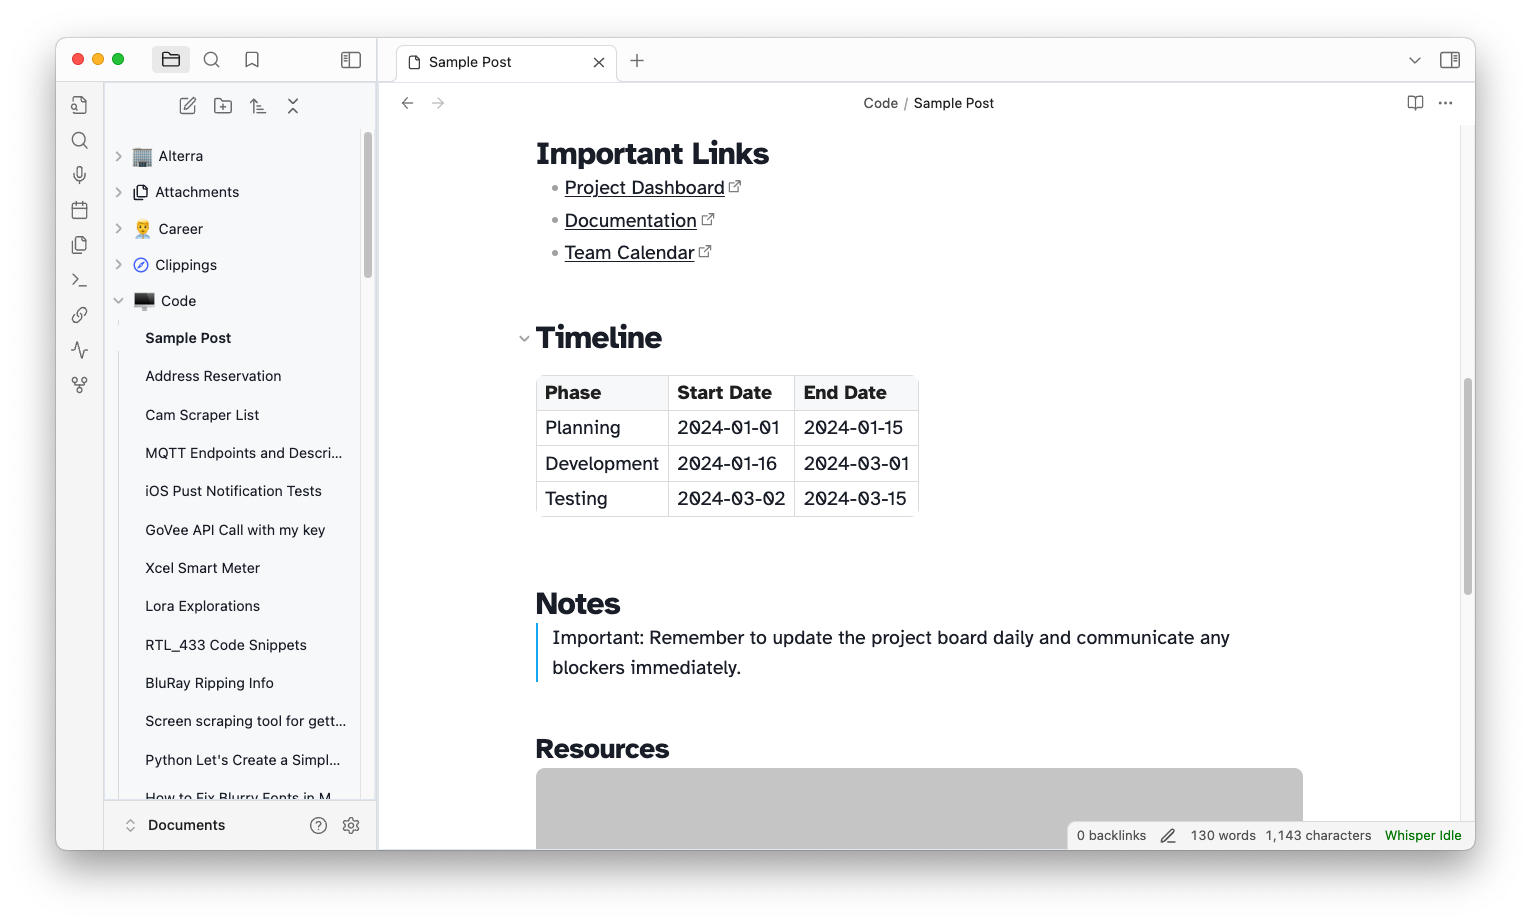 Sample Post
Code / Sample Post
Alterra
Attachments
Career
Clippings
Code
Sample Post
Address Reservation
Cam Scraper List
MQTT Endpoints and Descri...
iOS Pust Notification Tests
GoVee API Call with my key
Xcel Smart Meter
Lora Explorations
RTL_433 Code Snippets
BluRay Ripping Info
Screen scraping tool for gett...
Python Let's Create a Simpl...
How to Fix Blurry Fonts in M
Documents
Important Links
Project Dashboard
Documentation
Team Calendar
Timeline
Phase Start Date End Date
Planning 2024-01-01 2024-01-15
Development 2024-01-16 2024-03-01
Testing 2024-03-02 2024-03-15
Notes
Important: Remember to update the project board daily and communicate any
blockers immediately.
Resources
0 backlinks 130 words 1,143 characters Whisper Idle